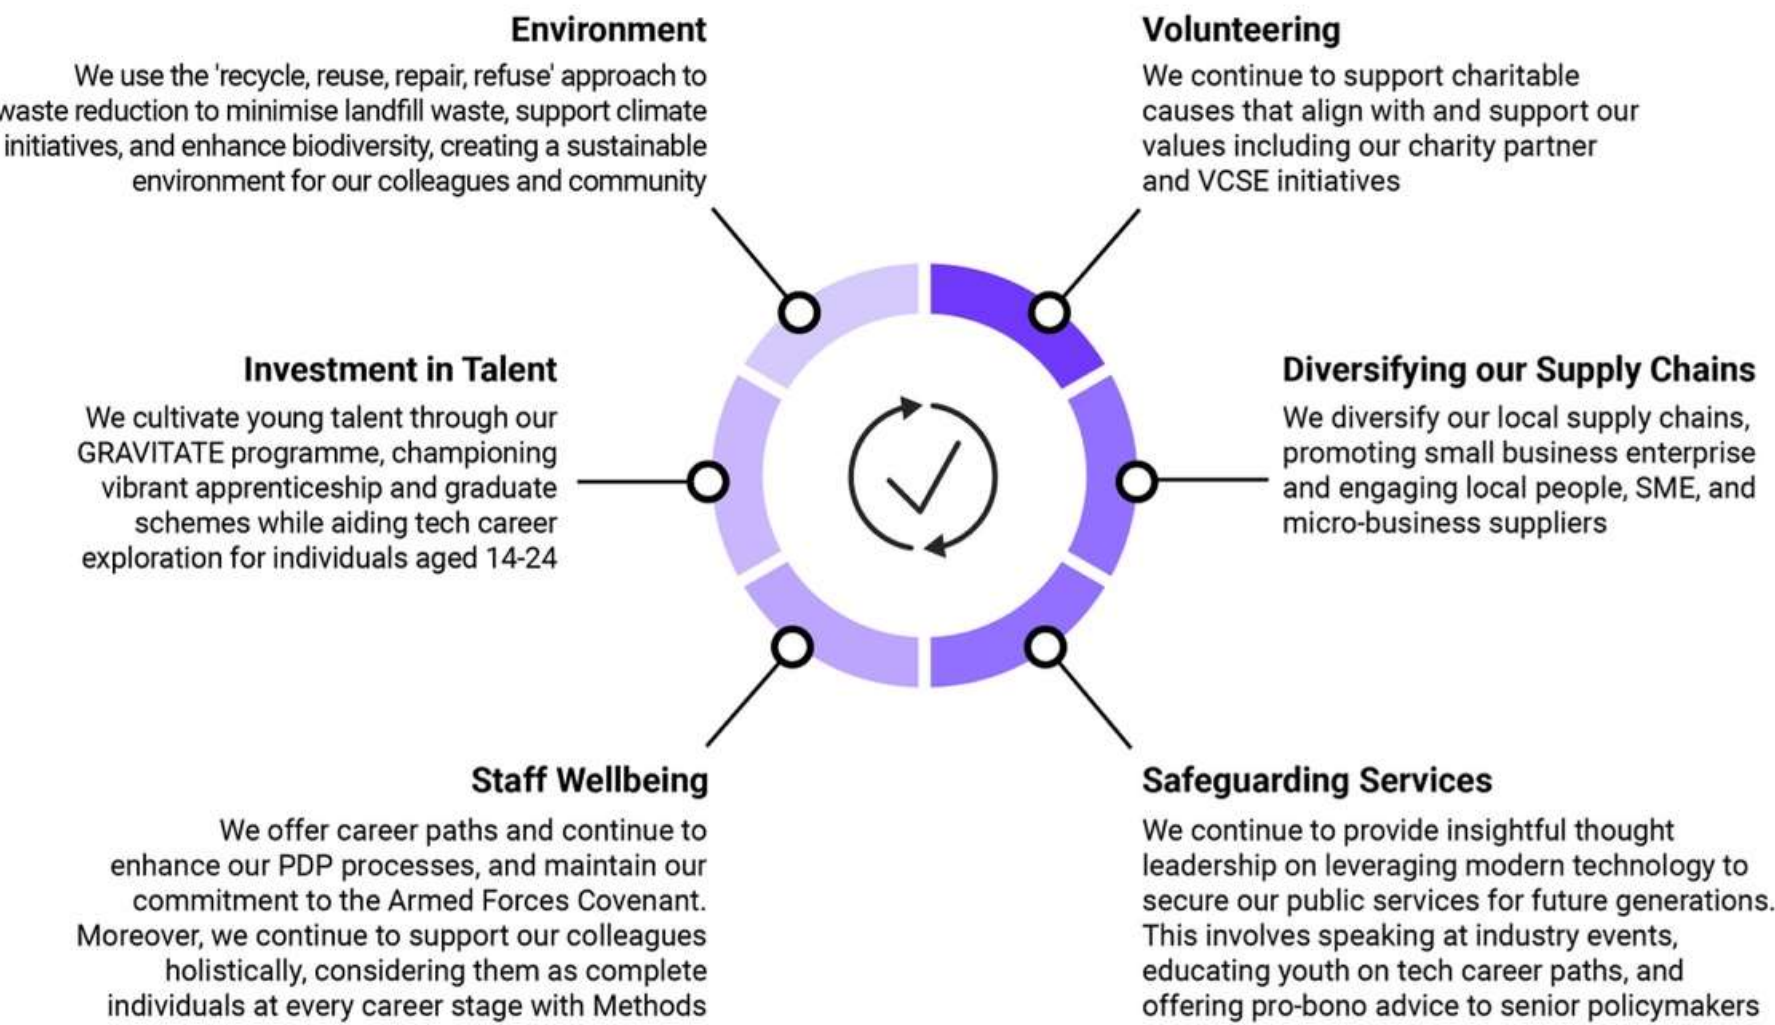 Environment
We use the 'recycle, reuse, repair, refuse' approach to
waste reduction to minimise landfill waste, support climate
initiatives, and enhance biodiversity, creating a sustainable
environment for our colleagues and community
Volunteering
We continue to support charitable
causes that align with and support our
values including our charity partner
and VCSE initiatives
Investment in Talent
We cultivate young talent through our
GRAVITATE programme, championing
vibrant apprenticeship and graduate
schemes while aiding tech career
exploration for individuals aged 14-24
Diversifying our Supply Chains
We diversify our local supply chains,
promoting small business enterprise
and engaging local people, SME, and
micro-business suppliers
Staff Wellbeing
We offer career paths and continue to
enhance our PDP processes, and maintain our
commitment to the Armed Forces Covenant.
Moreover, we continue to support our colleagues
holistically, considering them as complete
individuals at every career stage with Methods
Safeguarding Services
We continue to provide insightful thought
leadership on leveraging modern technology to
secure our public services for future generations.
This involves speaking at industry events,
educating youth on tech career paths, and
offering pro-bono advice to senior policymakers